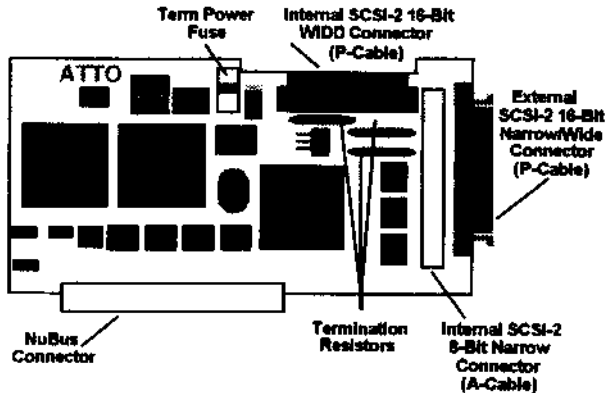 Term Power
Fuse
Internal SCSI-2 16-Bit
WIDD Connector
(P-Cable)
ATTO
External
SCSI-2 16-Bit
Narrow/Wide
Connector
(P-Cable)
NuBus
Connector
Termination
Resistors
Internal SCSI-2
8-Bit Narrow
Connector
(A-Cable)